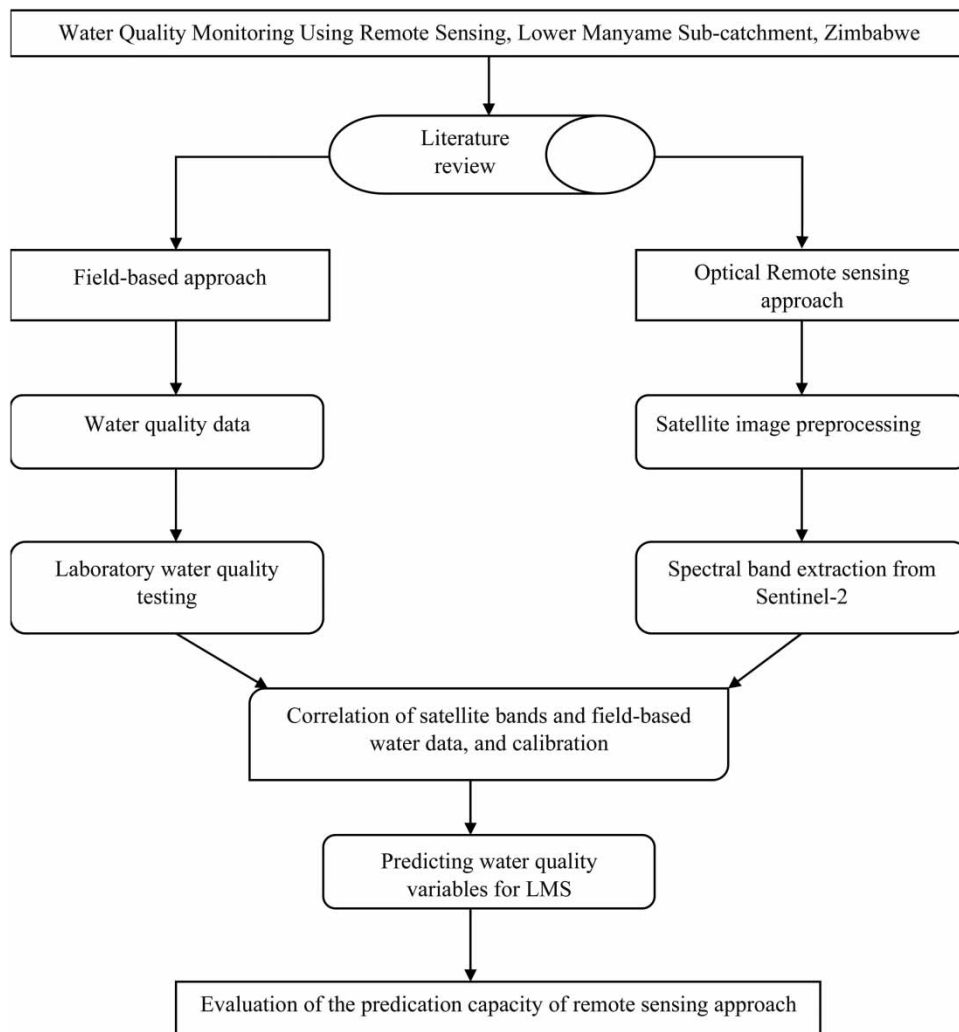 Water Quality Monitoring Using Remote Sensing, Lower Manyame Sub-catchment, Zimbabwe
Literature
review
Field-based approach
Optical Remote sensing
approach
Water quality data
Satellite image preprocessing
Laboratory water quality
testing
Spectral band extraction from
Sentinel-2
Correlation of satellite bands and field-based
water data, and calibration
Predicting water quality
variables for LMS
Evaluation of the predication capacity of remote sensing approach